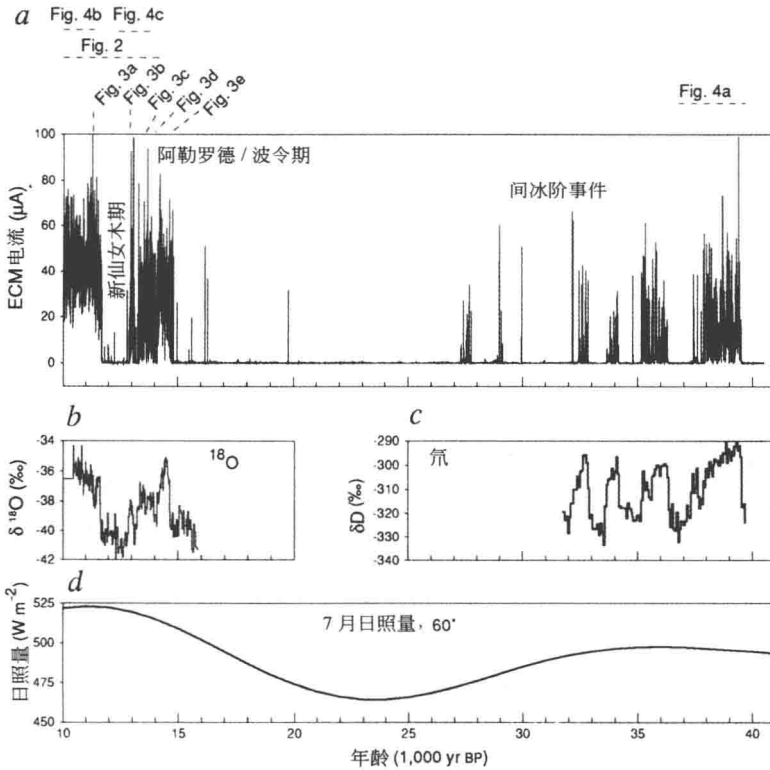 a
Fig. 4b
Fig. 4c
Fig. 2
Fig. 3a
Fig. 3b
Fig. 3c
Fig. 3d
Fig. 3e
Fig. 4a
ECM 电流 (μA)
100
80
60
40
20
0
新仙女木期
阿勒罗德 / 波令期
间冰阶事件
20
30
40
b
δ ¹⁸O (‰)
-34
-36
-38
-40
-42
¹⁸O
c
δD (‰)
-290
-300
-310
-320
-330
-340
氘
d
日照量 (W m⁻²)
525
500
475
450
7 月日照量, 60°
10
15
20
25
30
35
40
年龄 (1,000 yr BP)